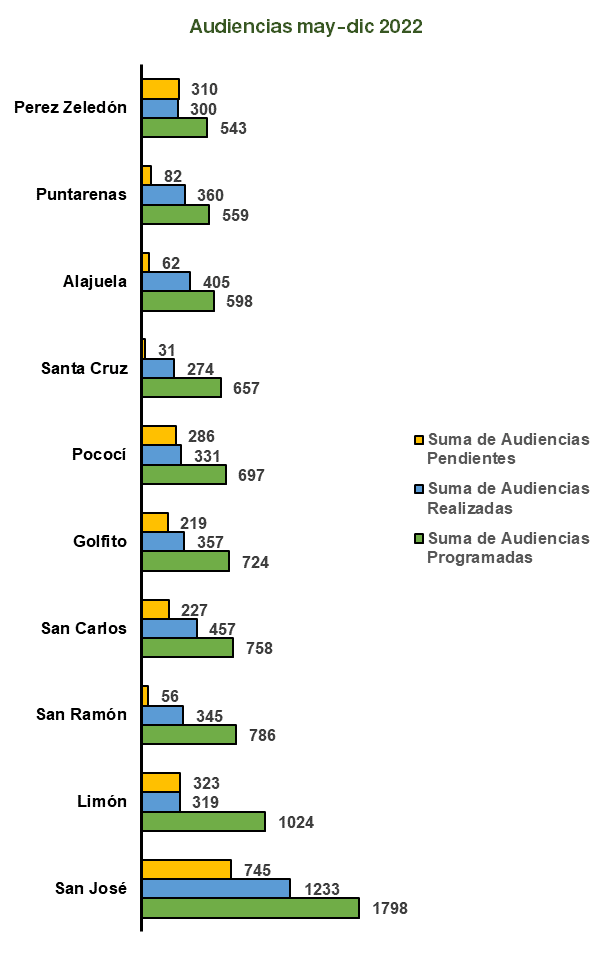 Audiencias may-dic 2022
310
Perez Zeledón
300
543
82
Puntarenas
360
559
62
Alajuela
405
598
31
Santa Cruz
274
657
286
Pococí
331
697
219
Golfito
357
724
227
San Carlos
457
758
56
San Ramón
345
786
323
Limón
319
1024
745
San José
1233
1798
Suma de Audiencias
Pendientes
Suma de Audiencias
Realizadas
Suma de Audiencias
Programadas